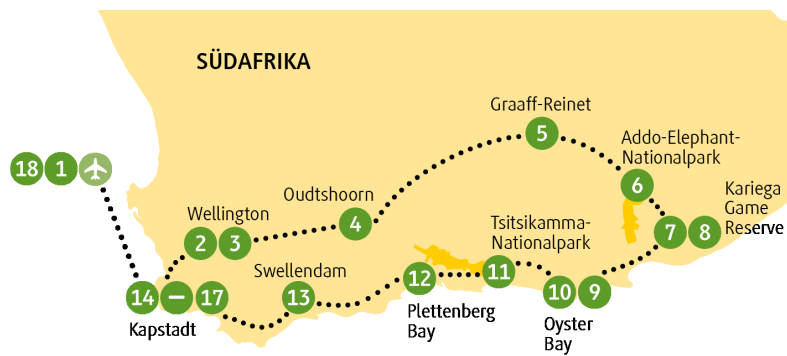 SÜDAFRIKA
Graaff-Reinet
5
Addo-Elephant-
Nationalpark
18 1
6
Kariega
Game
Reserve
Oudtshoorn
Wellington
4
Tsitsikamma-
Nationalpark
7 8
2 3
Swellendam
11
12
10 9
14 – 17
13
Kapstadt
Plettenberg
Bay
Oyster
Bay